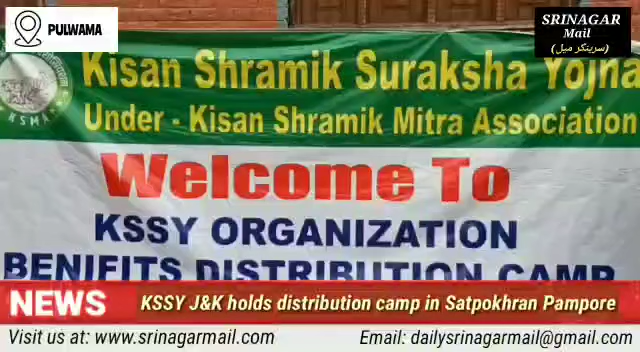 PULWAMA
SRINAGAR
Mail
(سرینگر میل)
Kisan Shramik Suraksha Yojna
Under - Kisan Shramik Mitra Association
KSMA
Welcome To
KSSY ORGANIZATION
BENIFITS DISTRIBUTION CAMP
NEWS
KSSY J&K holds distribution camp in Satpokhran Pampore
Visit us at: www.srinagarmail.com
Email: dailysrinagarmail@gmail.com